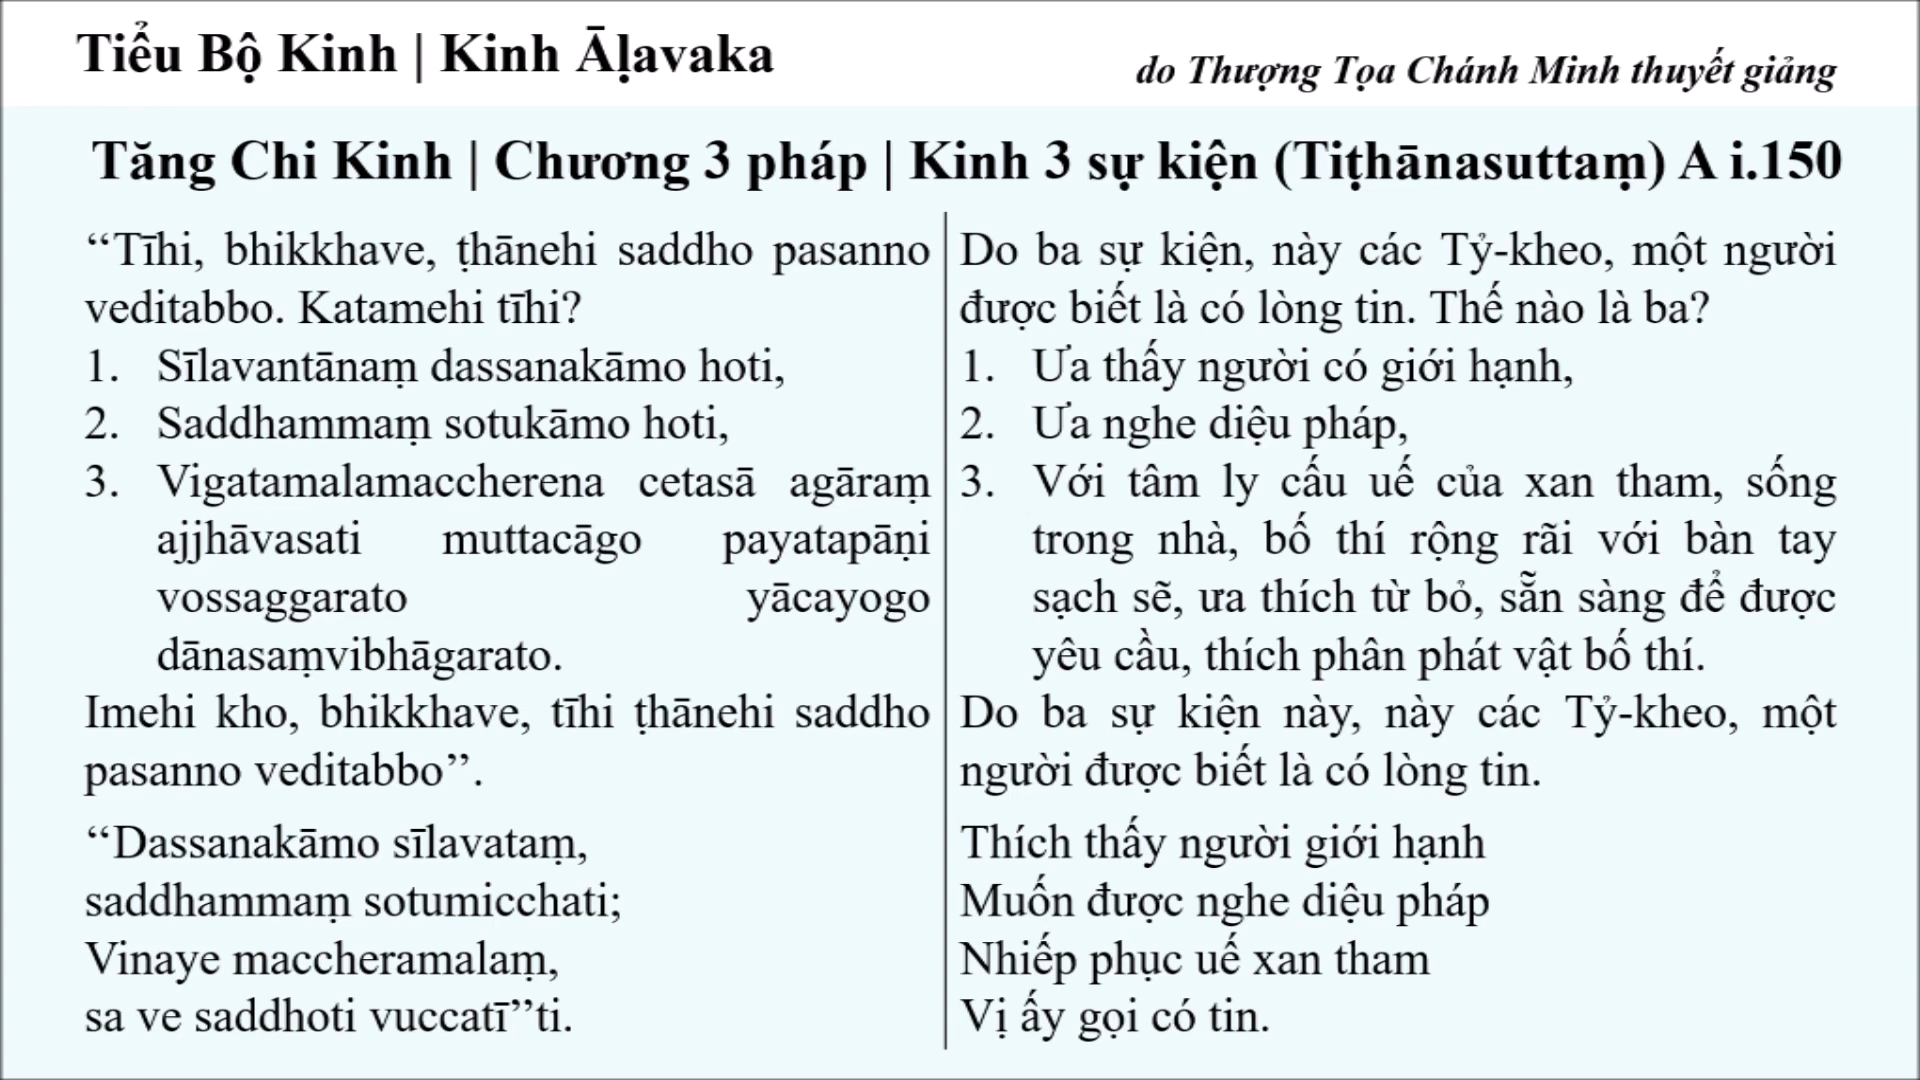 Tiểu Bộ Kinh | Kinh Āḷavaka
do Thượng Tọa Chánh Minh thuyết giảng
Tăng Chi Kinh | Chương 3 pháp | Kinh 3 sự kiện (Tiṭhānasuttaṃ) A i.150
“Tīhi, bhikkhave, ṭhānehi saddho pasanno
veditabbo. Katamehi tīhi?
1. Sīlavantānaṃ dassanakāmo hoti,
2. Saddhammaṃ sotukāmo hoti,
3. Vigatamalamaccherena cetasā agāraṃ
ajjhāvasati muttacāgo payatapāṇi
vossaggarato yācayogo
dānasaṃvibhāgarato.
Imehi kho, bhikkhave, tīhi ṭhānehi saddho
pasanno veditabbo”.
“Dassanakāmo sīlavataṃ,
saddhammaṃ sotumicchati;
Vinaye maccheramalaṃ,
sa ve saddhoti vuccatī”ti.
Do ba sự kiện, này các Tỷ-kheo, một người
được biết là có lòng tin. Thế nào là ba?
1. Ưa thấy người có giới hạnh,
2. Ưa nghe diệu pháp,
3. Với tâm ly cấu uế của xan tham, sống
trong nhà, bố thí rộng rãi với bàn tay
sạch sẽ, ưa thích từ bỏ, sẵn sàng để được
yêu cầu, thích phân phát vật bố thí.
Do ba sự kiện này, này các Tỷ-kheo, một
người được biết là có lòng tin.
Thích thấy người giới hạnh
Muốn được nghe diệu pháp
Nhiếp phục uế xan tham
Vị ấy gọi có tin.